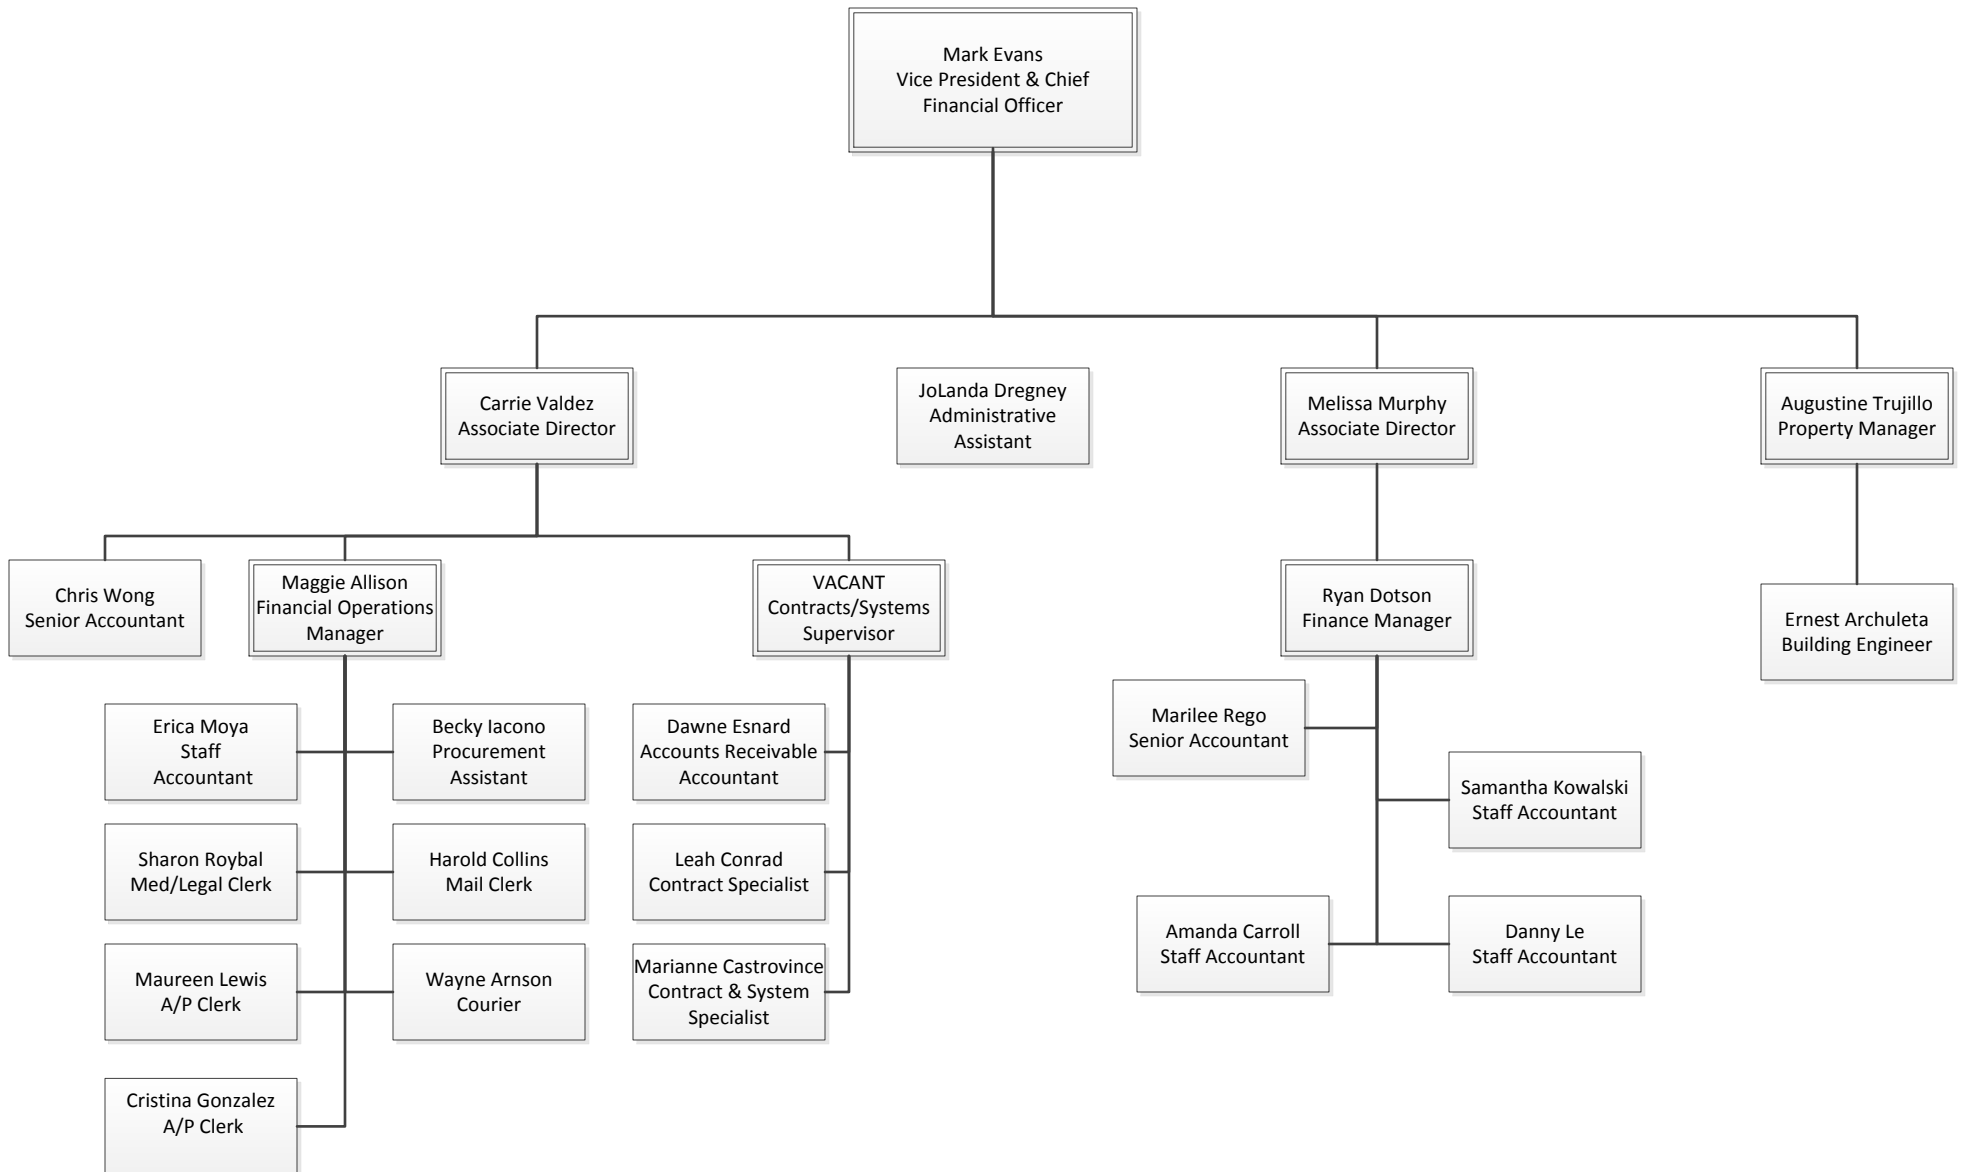 Mark Evans
Vice President & Chief
Financial Officer
Carrie Valdez
Associate Director
JoLanda Dregney
Administrative
Assistant
Melissa Murphy
Associate Director
Augustine Trujillo
Property Manager
Chris Wong
Senior Accountant
Maggie Allison
Financial Operations
Manager
VACANT
Contracts/Systems
Supervisor
Ryan Dotson
Finance Manager
Ernest Archuleta
Building Engineer
Erica Moya
Staff
Accountant
Becky Iacono
Procurement
Assistant
Dawne Esnard
Accounts Receivable
Accountant
Marilee Rego
Senior Accountant
Samantha Kowalski
Staff Accountant
Sharon Roybal
Med/Legal Clerk
Harold Collins
Mail Clerk
Leah Conrad
Contract Specialist
Amanda Carroll
Staff Accountant
Danny Le
Staff Accountant
Maureen Lewis
A/P Clerk
Wayne Arnson
Courier
Marianne Castrovince
Contract & System
Specialist
Cristina Gonzalez
A/P Clerk